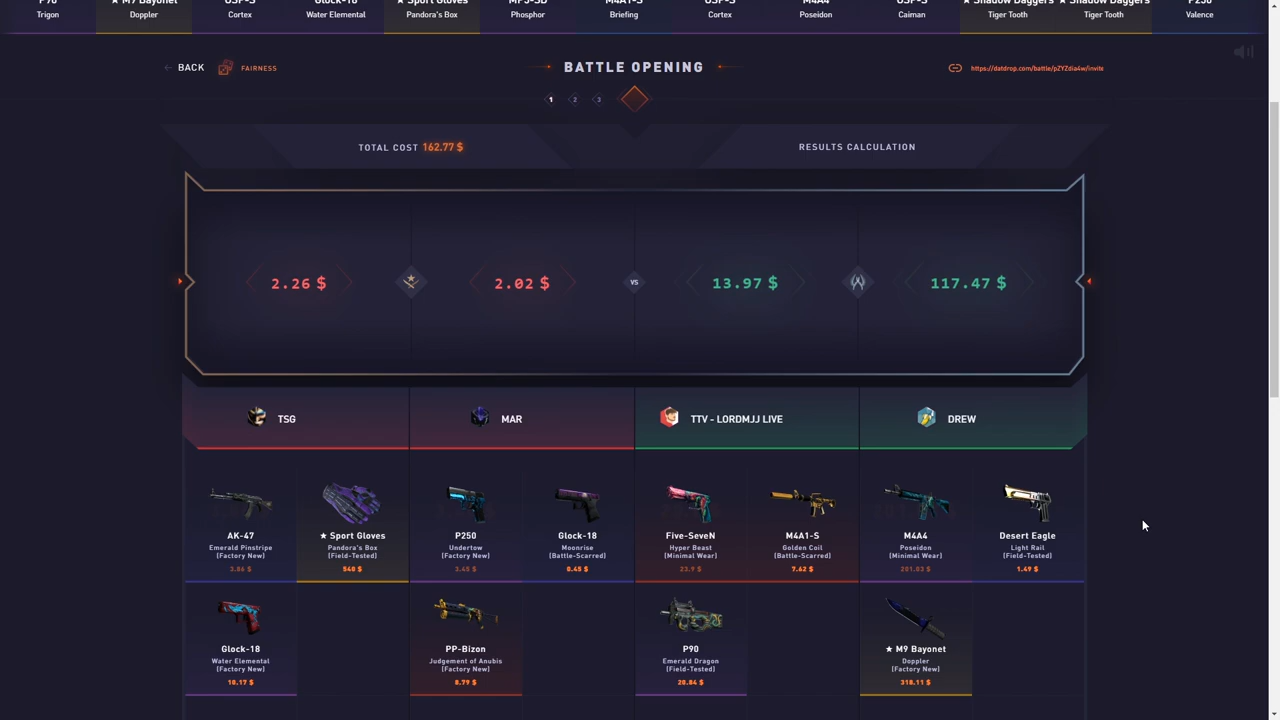 P90
★ M9 Bayonet
USP-S
Glock-18
★ Sport Gloves
MP5-SD
M4A1-S
USP-S
M4A4
USP-S
★ Shadow Daggers
★ Shadow Daggers
P250
Trigon
Doppler
Cortex
Water Elemental
Pandora's Box
Phosphor
Briefing
Cortex
Poseidon
Caiman
Tiger Tooth
Tiger Tooth
Valence
← BACK
FAIRNESS
BATTLE OPENING
https://datdrop.com/battle/pZYZdia4w/invite
1
2
3
TOTAL COST 162.77 $
RESULTS CALCULATION
2.26 $
2.02 $
VS
13.97 $
117.47 $
TSG
MAR
TTV - LORDMJJ LIVE
DREW
AK-47
Emerald Pinstripe
(Factory New)
3.86 $
★ Sport Gloves
Pandora's Box
(Field-Tested)
540 $
P250
Undertow
(Factory New)
3.45 $
Glock-18
Moonrise
(Battle-Scarred)
0.45 $
Five-SeveN
Hyper Beast
(Minimal Wear)
23.9 $
M4A1-S
Golden Coil
(Battle-Scarred)
7.62 $
M4A4
Poseidon
(Minimal Wear)
201.03 $
Desert Eagle
Light Rail
(Field-Tested)
1.49 $
Glock-18
Water Elemental
(Factory New)
10.17 $
PP-Bizon
Judgement of Anubis
(Factory New)
8.79 $
P90
Emerald Dragon
(Field-Tested)
20.84 $
★ M9 Bayonet
Doppler
(Factory New)
318.11 $